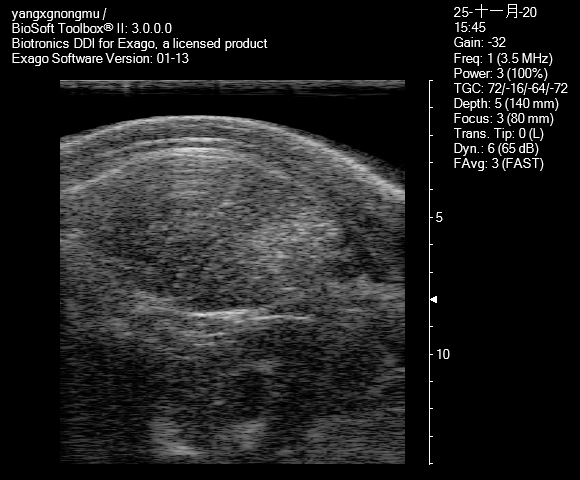 yangxgnongmu /
BioSoft Toolbox® II: 3.0.0.0
Biotronics DDI for Exago, a licensed product
Exago Software Version: 01-13
25-十一月-20
15:45
Gain: -32
Freq: 1 (3.5 MHz)
Power: 3 (100%)
TGC: 72/-16/-64/-72
Depth: 5 (140 mm)
Focus: 3 (80 mm)
Trans. Tip: 0 (L)
Dyn.: 6 (65 dB)
FAvg: 3 (FAST)
5
10